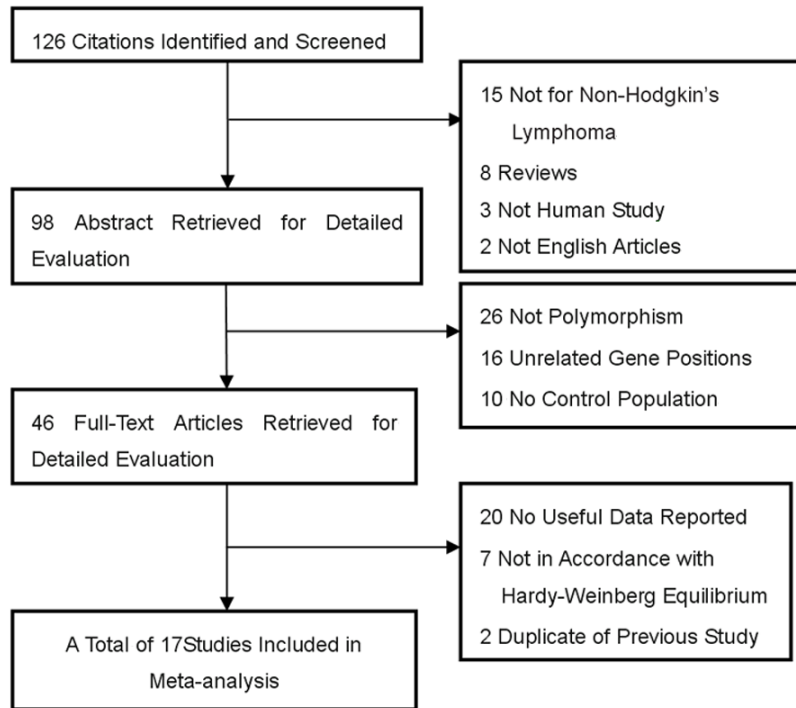 126 Citations Identified and Screened
15 Not for Non-Hodgkin's
Lymphoma
8 Reviews
3 Not Human Study
2 Not English Articles
98 Abstract Retrieved for Detailed
Evaluation
26 Not Polymorphism
16 Unrelated Gene Positions
10 No Control Population
46 Full-Text Articles Retrieved for
Detailed Evaluation
20 No Useful Data Reported
7 Not in Accordance with
Hardy-Weinberg Equilibrium
2 Duplicate of Previous Study
A Total of 17Studies Included in
Meta-analysis